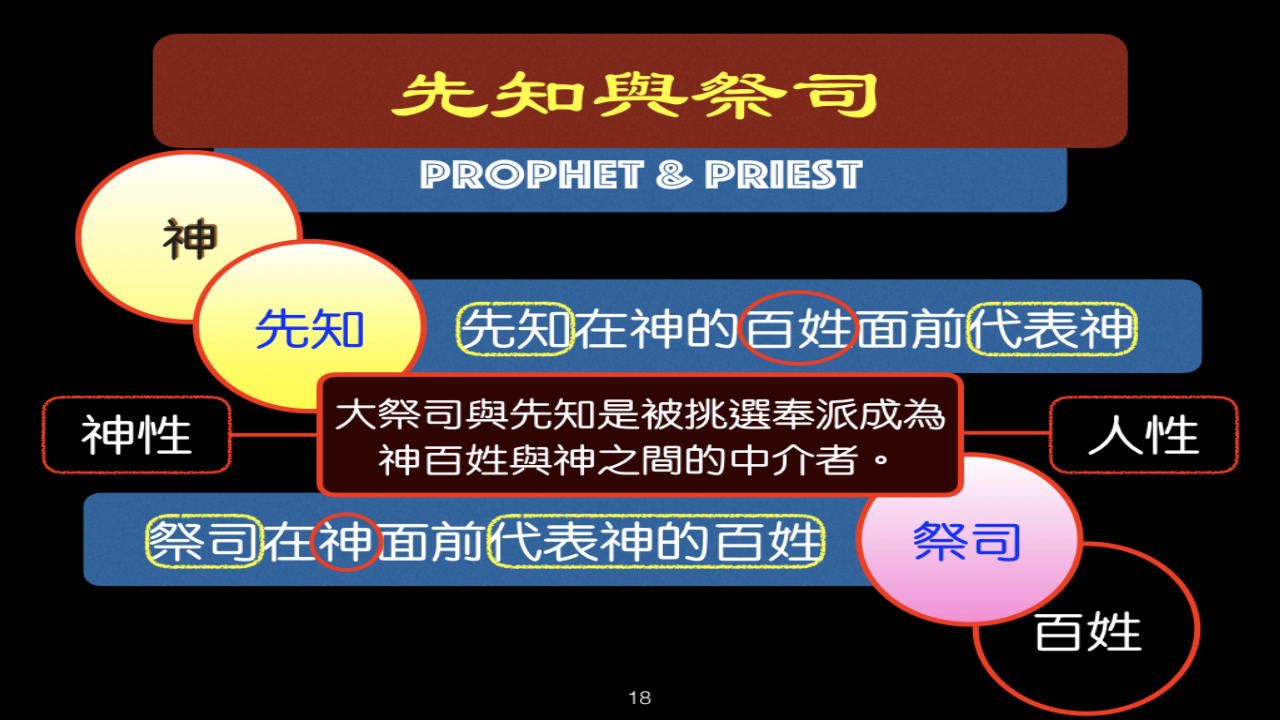 先知與祭司
PROPHET & PRIEST
神
先知
先知在神的百姓面前代表神
神性
大祭司與先知是被挑選奉派成為
神百姓與神之間的中介者。
人性
祭司在神面前代表神的百姓
祭司
百姓
18